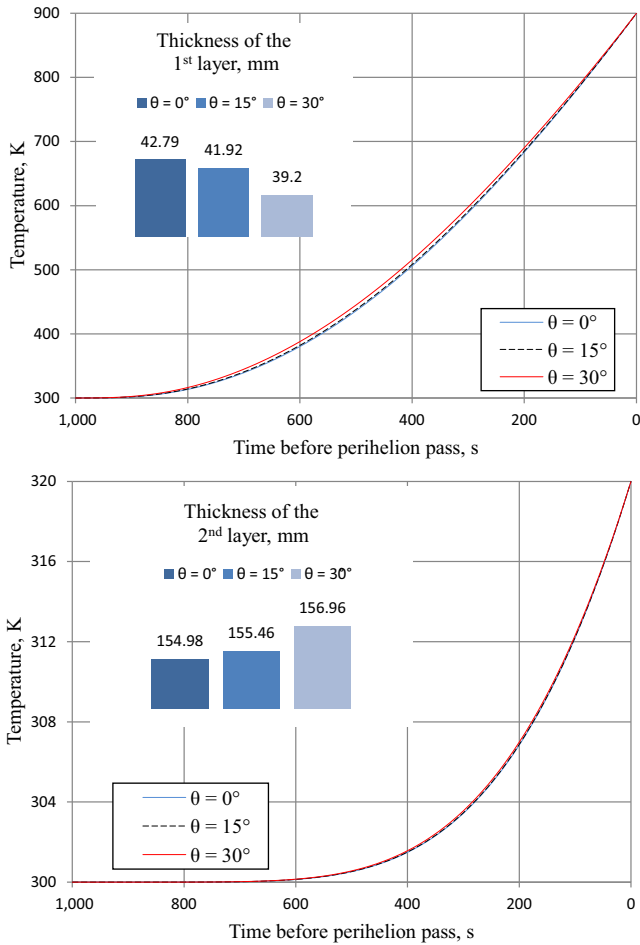 900
800
700
600
500
400
300
Temperature, K
Thickness of the
1st layer, mm
θ = 0° θ = 15° θ = 30°
42.79
41.92
39.2
θ = 0°
θ = 15°
θ = 30°
1,000 800 600 400 200 0
Time before perihelion pass, s
320
316
312
308
304
300
Temperature, K
Thickness of the
2nd layer, mm
θ = 0° θ = 15° θ = 30°
154.98
155.46
156.96
θ = 0°
θ = 15°
θ = 30°
1,000 800 600 400 200 0
Time before perihelion pass, s